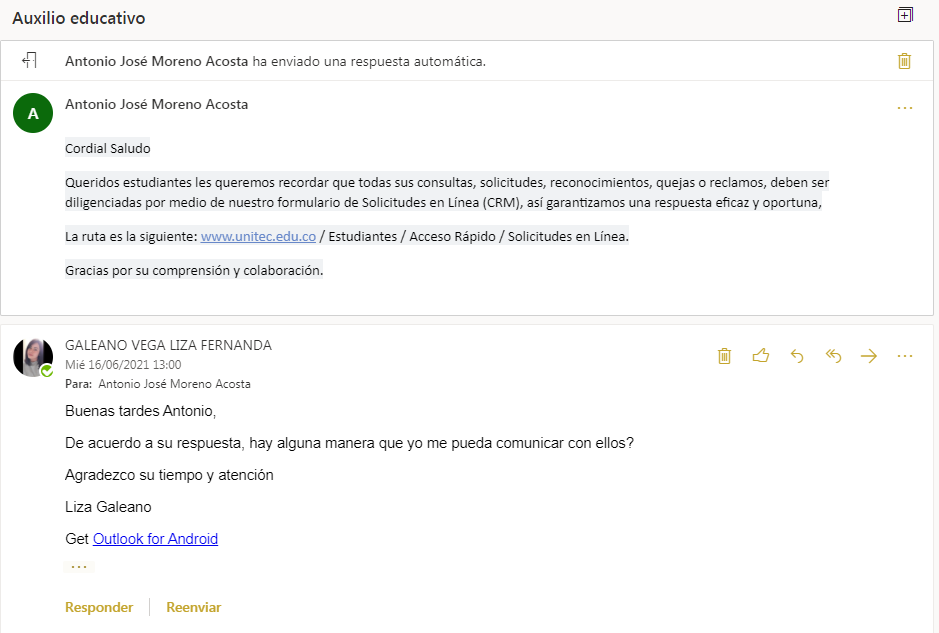 Auxilio educativo
Antonio José Moreno Acosta ha enviado una respuesta automática.
A
Antonio José Moreno Acosta
Cordial Saludo
Queridos estudiantes les queremos recordar que todas sus consultas, solicitudes, reconocimientos, quejas o reclamos, deben ser
diligenciadas por medio de nuestro formulario de Solicitudes en Línea (CRM), así garantizamos una respuesta eficaz y oportuna,
La ruta es la siguiente: www.unitec.edu.co / Estudiantes / Acceso Rápido / Solicitudes en Línea.
Gracias por su comprensión y colaboración.
GALEANO VEGA LIZA FERNANDA
Mié 16/06/2021 13:00
Para: Antonio José Moreno Acosta
Buenas tardes Antonio,
De acuerdo a su respuesta, hay alguna manera que yo me pueda comunicar con ellos?
Agradezco su tiempo y atención
Liza Galeano
Get Outlook for Android
...
Responder
Reenviar